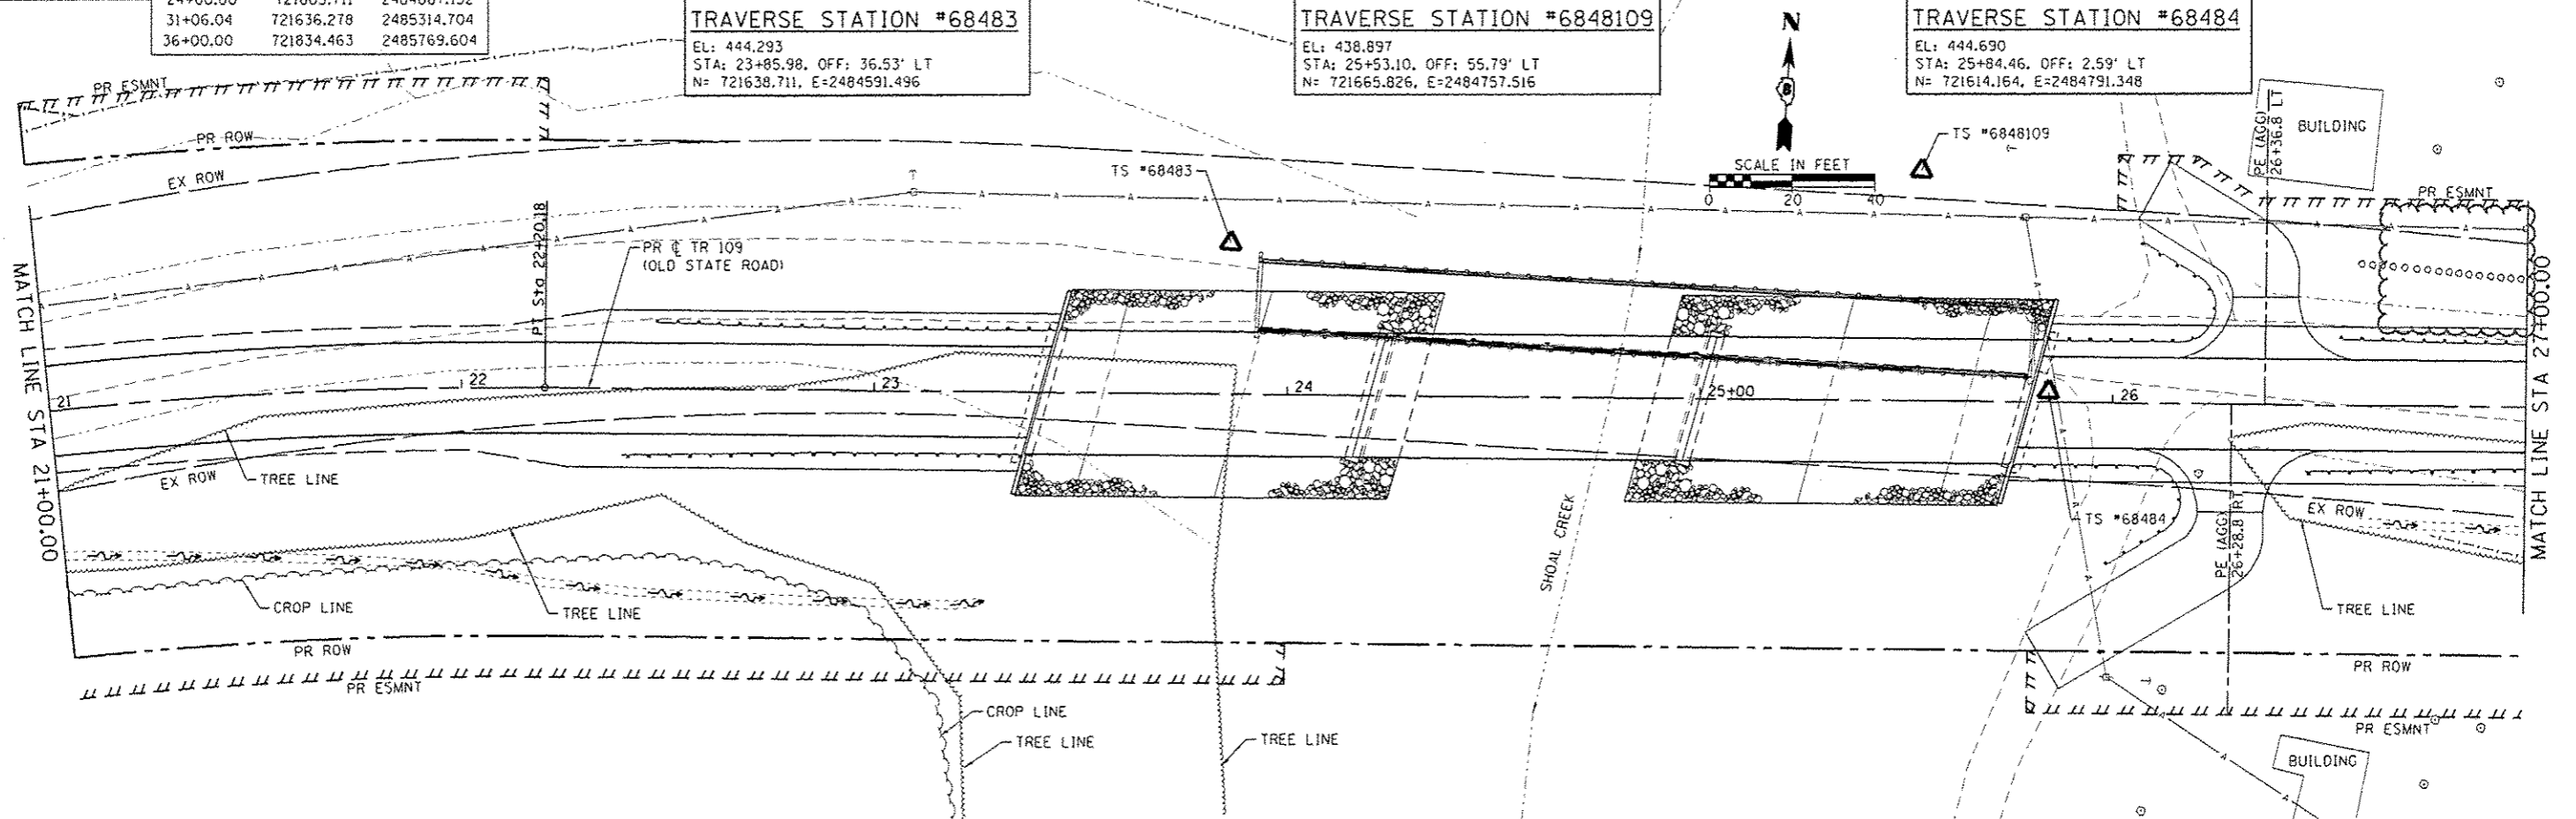 31+06.04 721636.278 2485314.704
36+00.00 721834.463 2485769.604
TRAVERSE STATION #68483
EL: 444.293
STA: 23+85.98, OFF: 36.53' LT
N= 721638.711, E=2484591.496
TRAVERSE STATION #6848109
EL: 438.897
STA: 25+53.10, OFF: 55.79' LT
N= 721665.826, E=2484757.516
TRAVERSE STATION #68484
EL: 444.690
STA: 25+84.46, OFF: 2.59' LT
N= 721614.164, E=2484791.348
N
PR ESMNT
PR ROW
EX ROW
TS #68483
SCALE IN FEET
0 20 40
TS #6848109
PE (AGG)
26+36.8 LT
BUILDING
PR ESMNT
MATCH LINE STA 21+00.00
PT Sta 22+20.18
PR ℄ TR 109
(OLD STATE ROAD)
21
22
23
24
25+00
26
MATCH LINE STA 27+00.00
EX ROW
TREE LINE
CROP LINE
TREE LINE
PR ROW
PR ESMNT
CROP LINE
TREE LINE
TREE LINE
SHOAL CREEK
TS #68484
PE (AGG)
26+28.8 RT
EX ROW
TREE LINE
PR ROW
PR ESMNT
BUILDING